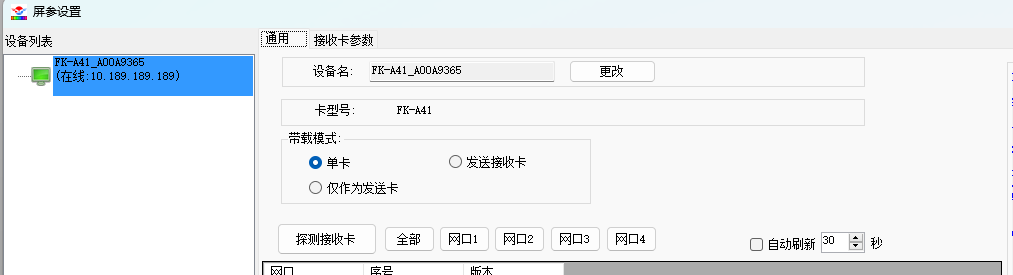 屏参设置
设备列表
FK-A41_A00A9365
(在线:10.189.189.189)
通用 接收卡参数
设备名: FK-A41_A00A9365 更改
卡型号: FK-A41
带载模式:
单卡 发送接收卡
仅作为发送卡
探测接收卡 全部 网口1 网口2 网口3 网口4 自动刷新 30 秒
网口 序号 版本